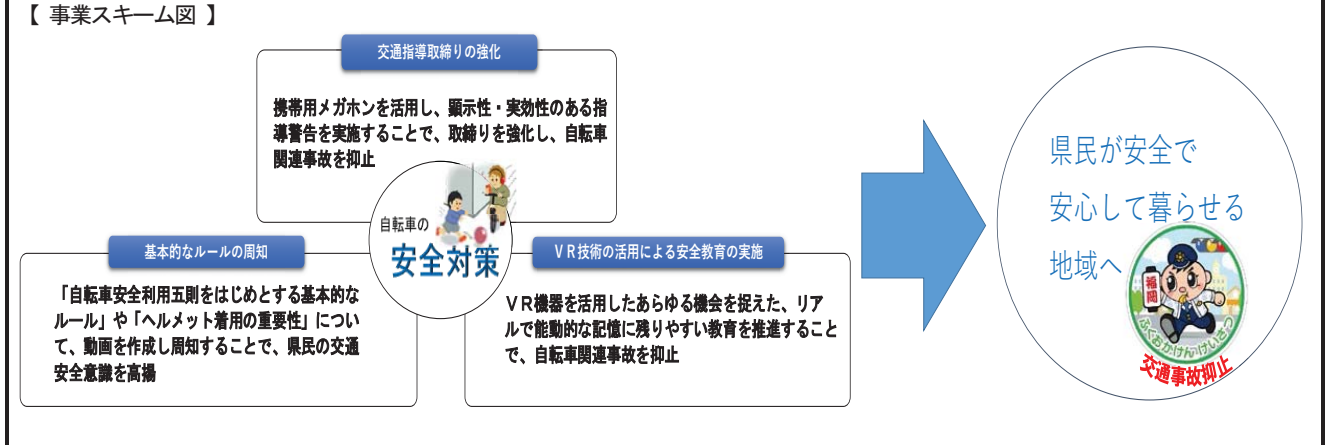 【 事業スキーム図 】
交通指導取締りの強化
携帯用メガホンを活用し、顕示性・実効性のある指
導警告を実施することで、取締りを強化し、自転車
関連事故を抑止
自転車の
安全対策
基本的なルールの周知
「自転車安全利用五則をはじめとする基本的な
ルール」や「ヘルメット着用の重要性」につい
て、動画を作成し周知することで、県民の交通
安全意識を高揚
ＶＲ技術の活用による安全教育の実施
ＶＲ機器を活用したあらゆる機会を捉えた、リア
ルで能動的な記憶に残りやすい教育を推進すること
で、自転車関連事故を抑止
県民が安全で
安心して暮らせる
地域へ
福岡
ふくおかけんけいさつ
交通事故抑止